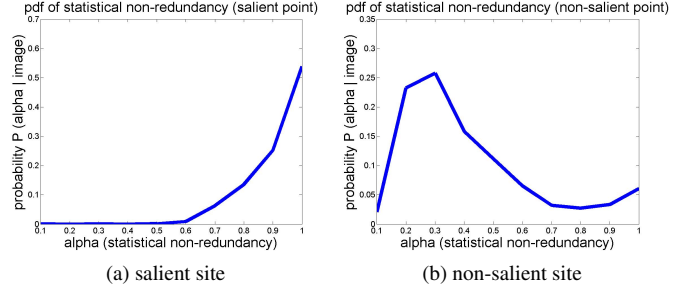 pdf of statistical non-redundancy (salient point)
probability P (alpha | image)
0.7
0.6
0.5
0.4
0.3
0.2
0.1
0
0.1 0.2 0.3 0.4 0.5 0.6 0.7 0.8 0.9 1
alpha (statistical non-redundancy)
(a) salient site
pdf of statistical non-redundancy (non-salient point)
probability P (alpha | image)
0.35
0.3
0.25
0.2
0.15
0.1
0.05
0
0.1 0.2 0.3 0.4 0.5 0.6 0.7 0.8 0.9 1
alpha (statistical non-redundancy)
(b) non-salient site